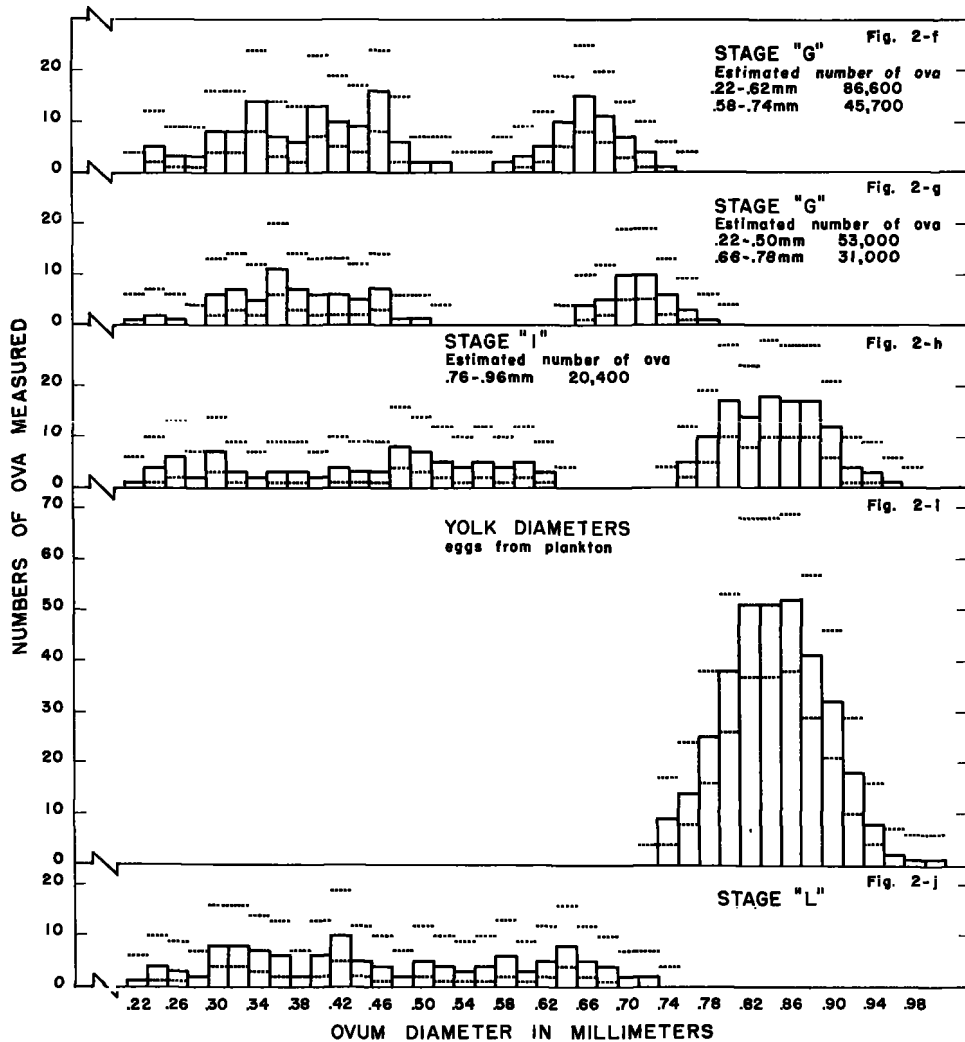 Fig. 2-f
STAGE "G"
Estimated number of ova
.22-.62mm 86,600
.58-.74mm 45,700
20
10
0
Fig. 2-g
STAGE "G"
Estimated number of ova
.22-.50mm 53,000
.66-.78mm 31,000
20
10
0
Fig. 2-h
STAGE "I"
Estimated number of ova
.76-.96mm 20,400
20
10
0
Fig. 2-i
YOLK DIAMETERS
eggs from plankton
70
60
50
40
30
20
10
0
Fig. 2-j
STAGE "L"
20
10
0
.22 .26 .30 .34 .38 .42 .46 .50 .54 .58 .62 .66 .70 .74 .78 .82 .86 .90 .94 .98
OVUM DIAMETER IN MILLIMETERS
NUMBERS OF OVA MEASURED